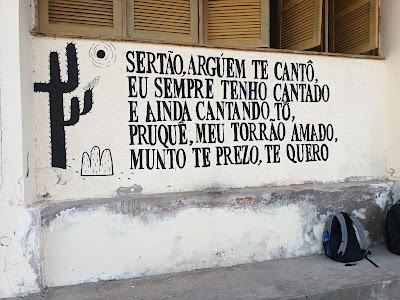 SERTÃO, ARGÚEM TE CANTÔ,
EU SEMPRE TENHO CANTADO
E AINDA CANTANDO TÔ,
PRUQUÊ, MEU TORRÃO AMADO,
MUNTO TE PREZO, TE QUERO